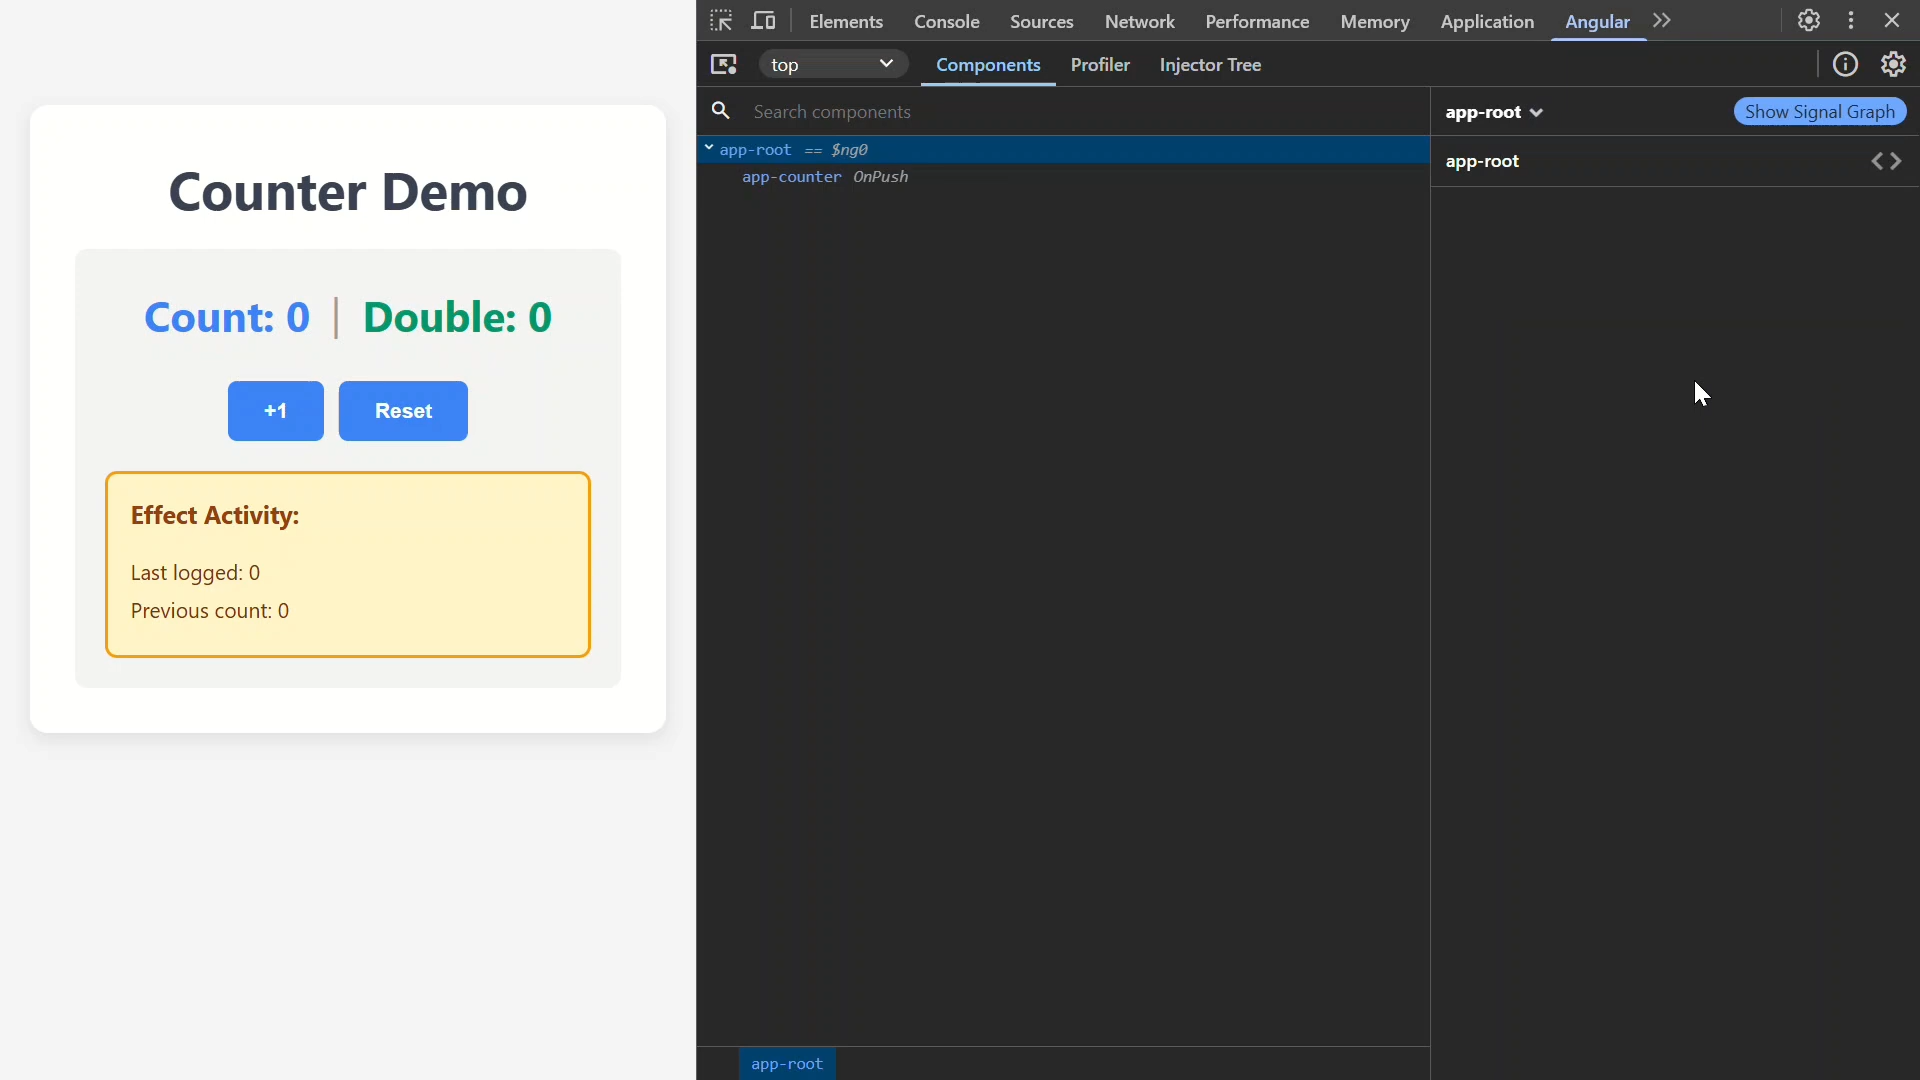 Elements Console Sources Network Performance Memory Application Angular
top Components Profiler Injector Tree
Search components
app-root Show Signal Graph
app-root == $ng0
app-counter OnPush
app-root
Counter Demo
Count: 0 | Double: 0
+1 Reset
Effect Activity:
Last logged: 0
Previous count: 0
app-root